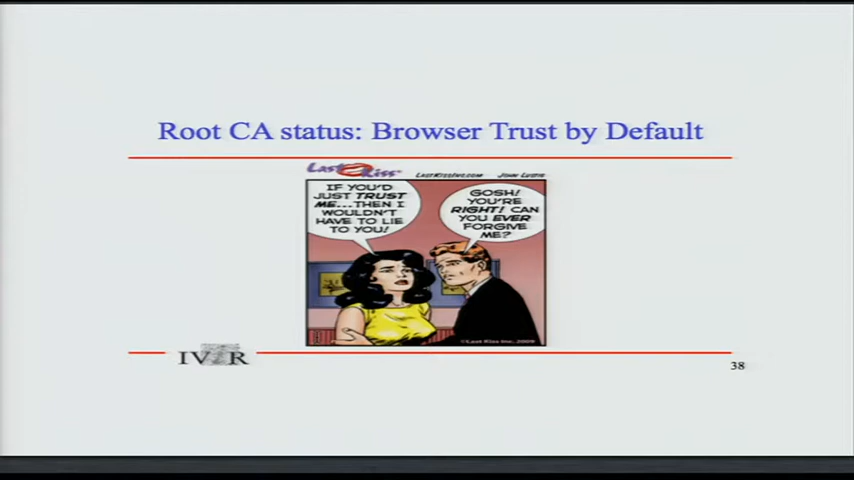 Root CA status: Browser Trust by Default
Last Kiss
LASTKISSINC.COM JOHN LUSTIG
IF YOU'D
JUST TRUST
ME...THEN I
WOULDN'T
HAVE TO LIE
TO YOU!
GOSH!
YOU'RE
RIGHT! CAN
YOU EVER
FORGIVE
ME?
©Last Kiss Inc. 2009
IViR
38